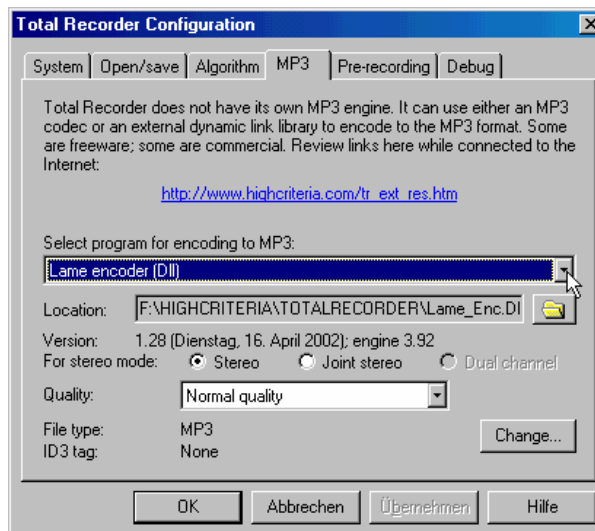 Total Recorder Configuration
System Open/save Algorithm MP3 Pre-recording Debug
Total Recorder does not have its own MP3 engine. It can use either an MP3
codec or an external dynamic link library to encode to the MP3 format. Some
are freeware; some are commercial. Review links here while connected to the
Internet:
http://www.highcriteria.com/tr_ext_res.htm
Select program for encoding to MP3:
Lame encoder (Dll)
Location: F:\HIGHCRITERIA\TOTALRECORDER\Lame_Enc.Dl
Version: 1.28 (Dienstag, 16. April 2002); engine 3.92
For stereo mode: Stereo Joint stereo Dual channel
Quality: Normal quality
File type: MP3
Change...
ID3 tag: None
OK Abbrechen Übernehmen Hilfe